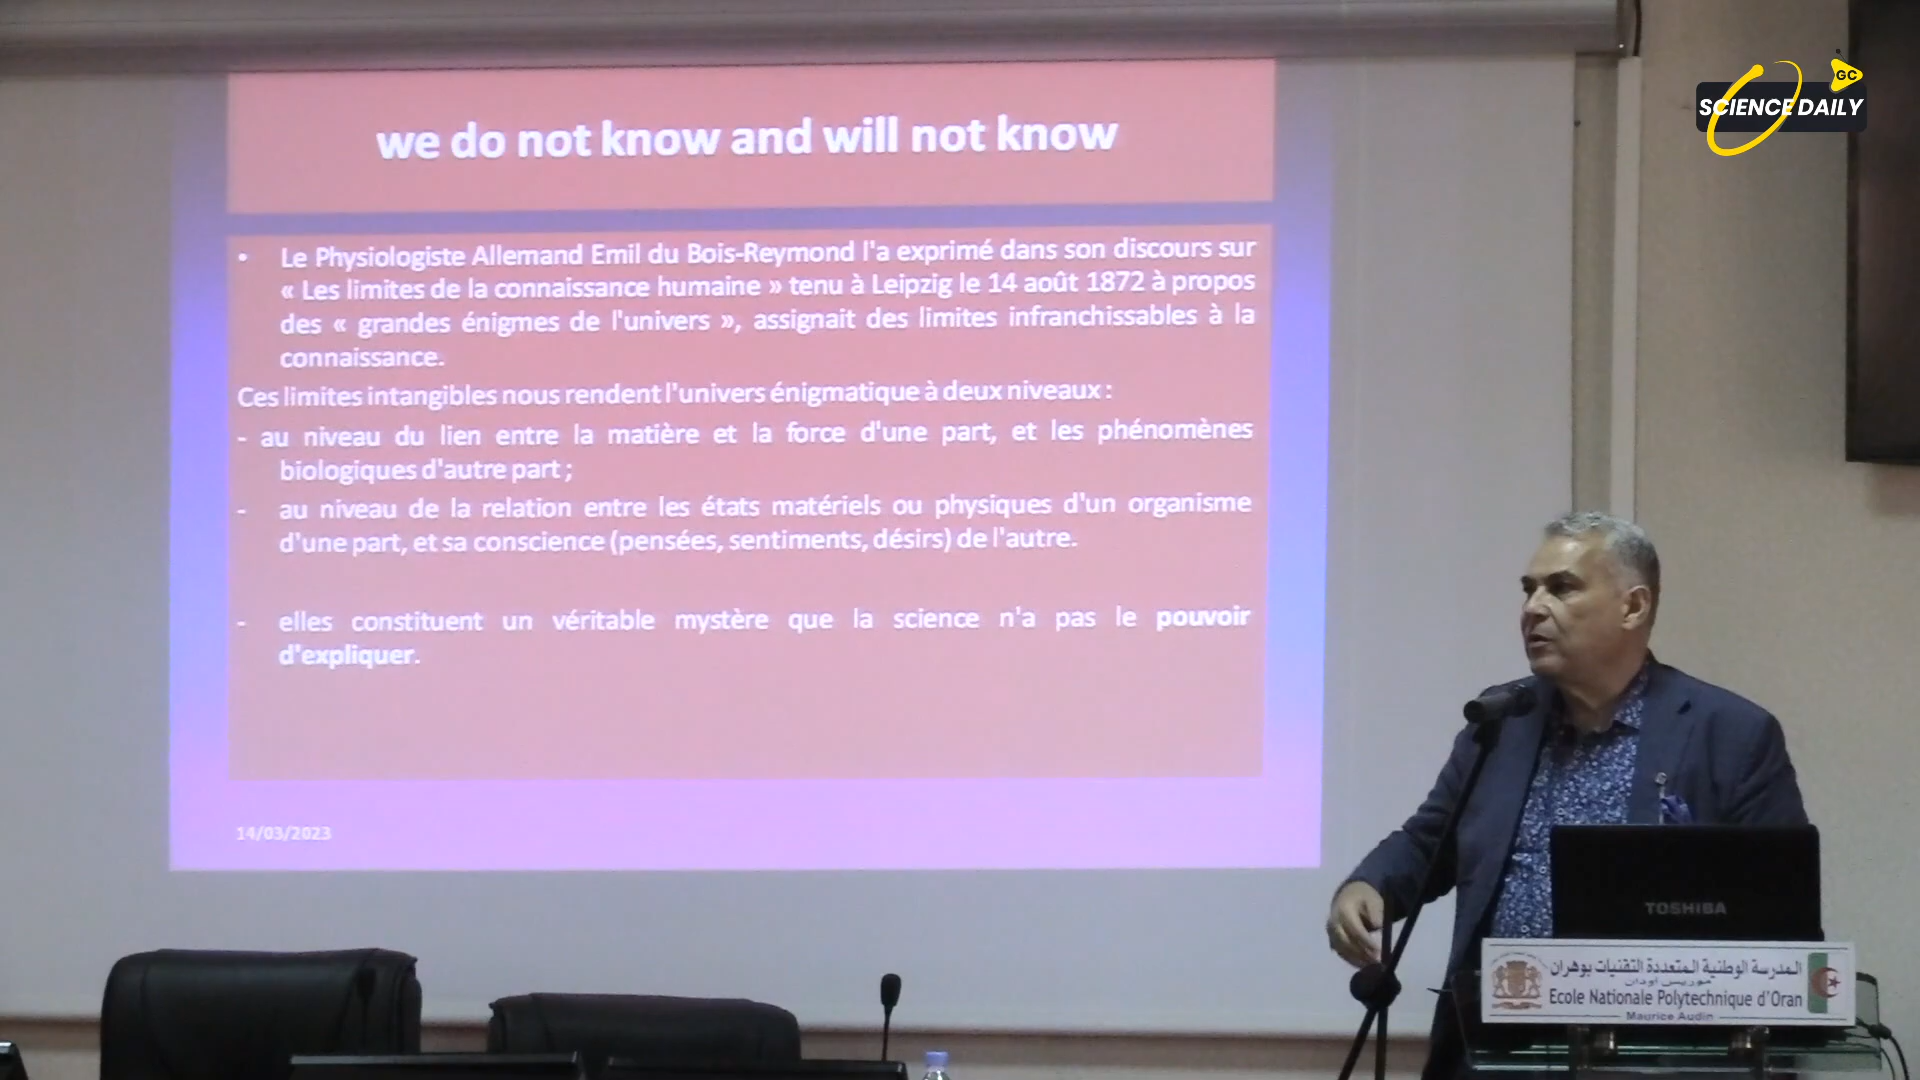 GC
SCIENCE DAILY
we do not know and will not know
• Le Physiologiste Allemand Emil du Bois-Reymond l'a exprimé dans son discours sur
« Les limites de la connaissance humaine » tenu à Leipzig le 14 août 1872 à propos
des « grandes énigmes de l'univers », assignait des limites infranchissables à la
connaissance.
Ces limites intangibles nous rendent l'univers énigmatique à deux niveaux :
- au niveau du lien entre la matière et la force d'une part, et les phénomènes
biologiques d'autre part ;
- au niveau de la relation entre les états matériels ou physiques d'un organisme
d'une part, et sa conscience (pensées, sentiments, désirs) de l'autre.
- elles constituent un véritable mystère que la science n'a pas le pouvoir
d'expliquer.
14/03/2023
TOSHIBA
المدرسة الوطنية المتعددة التقنيات بوهران
موريس أودان
Ecole Nationale Polytechnique d'Oran
Maurice Audin